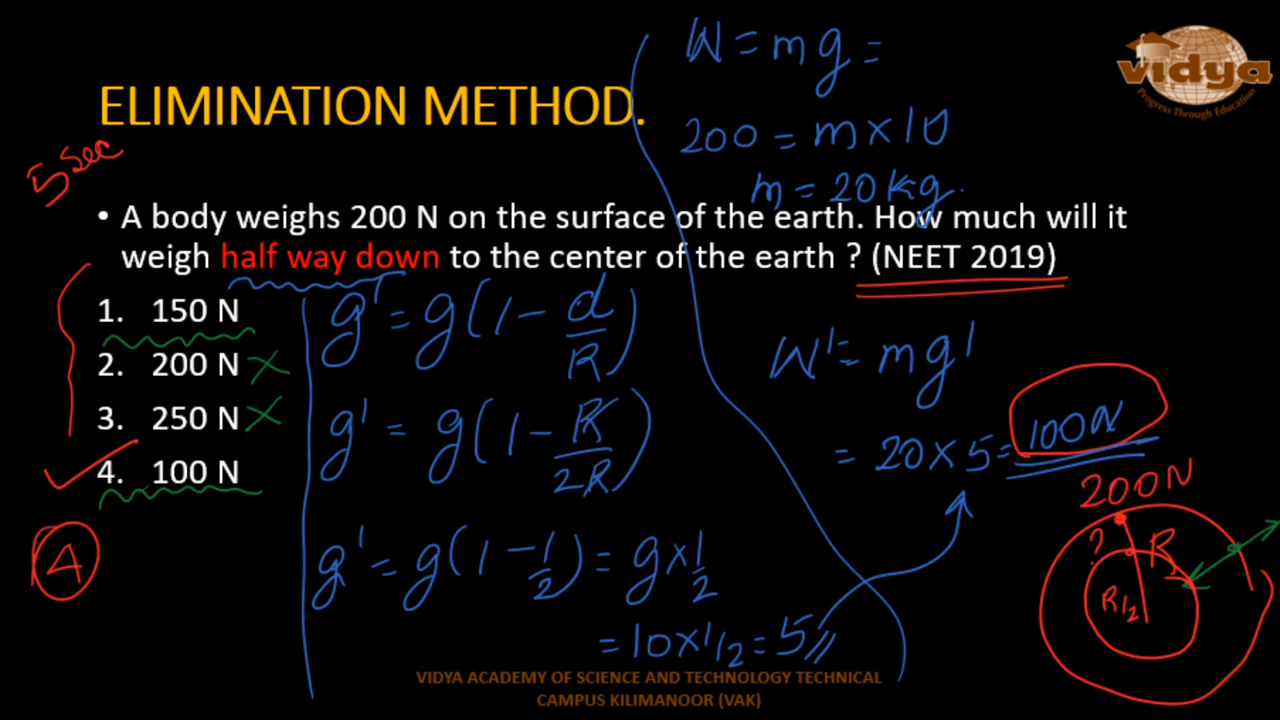 vidya
Progress Through Education
ELIMINATION METHOD.
5 sec
W = mg =
200 = m × 10
m = 20 kg.
• A body weighs 200 N on the surface of the earth. How much will it
weigh half way down to the center of the earth ? (NEET 2019)
1. 150 N
2. 200 N ×
3. 250 N ×
4. 100 N
4
g' = g(1 - d/R)
g' = g(1 - R/2R)
g' = g(1 - 1/2) = g × 1/2
= 10 × 1/2 = 5
W' = mg'
= 20 × 5 = 100N
200N
?
R
R/2
VIDYA ACADEMY OF SCIENCE AND TECHNOLOGY TECHNICAL
CAMPUS KILIMANOOR (VAK)